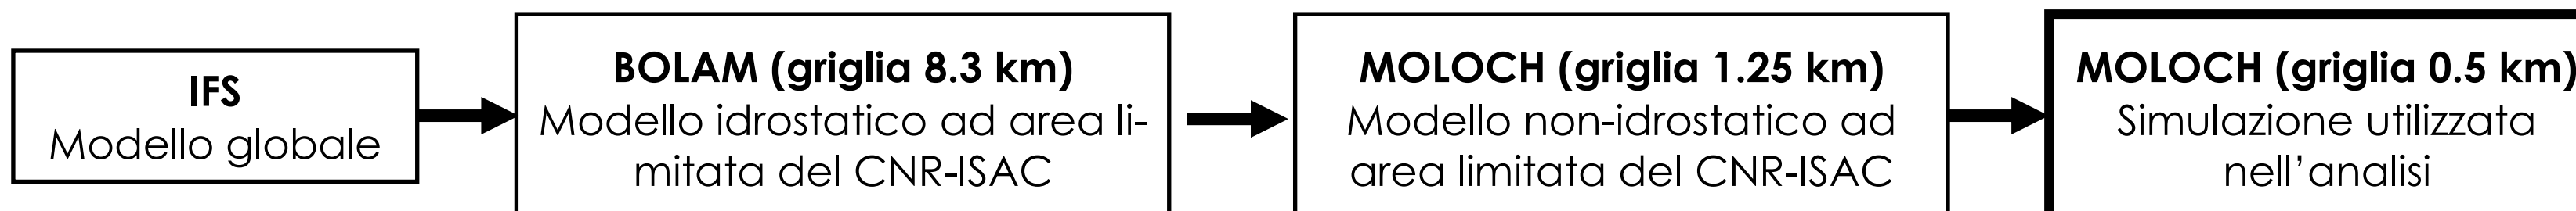 IFS
Modello globale
BOLAM (griglia 8.3 km)
Modello idrostatico ad area li-
mitata del CNR-ISAC
MOLOCH (griglia 1.25 km)
Modello non-idrostatico ad
area limitata del CNR-ISAC
MOLOCH (griglia 0.5 km)
Simulazione utilizzata
nell’analisi